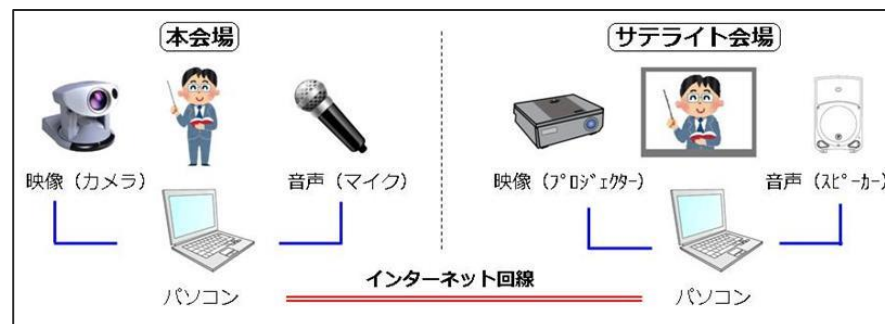 本会場
サテライト会場
映像（カメラ）
音声（マイク）
映像（ﾌﾟﾛｼﾞｪｸﾀｰ）
音声（ｽﾋﾟｰｶｰ）
インターネット回線
パソコン
パソコン